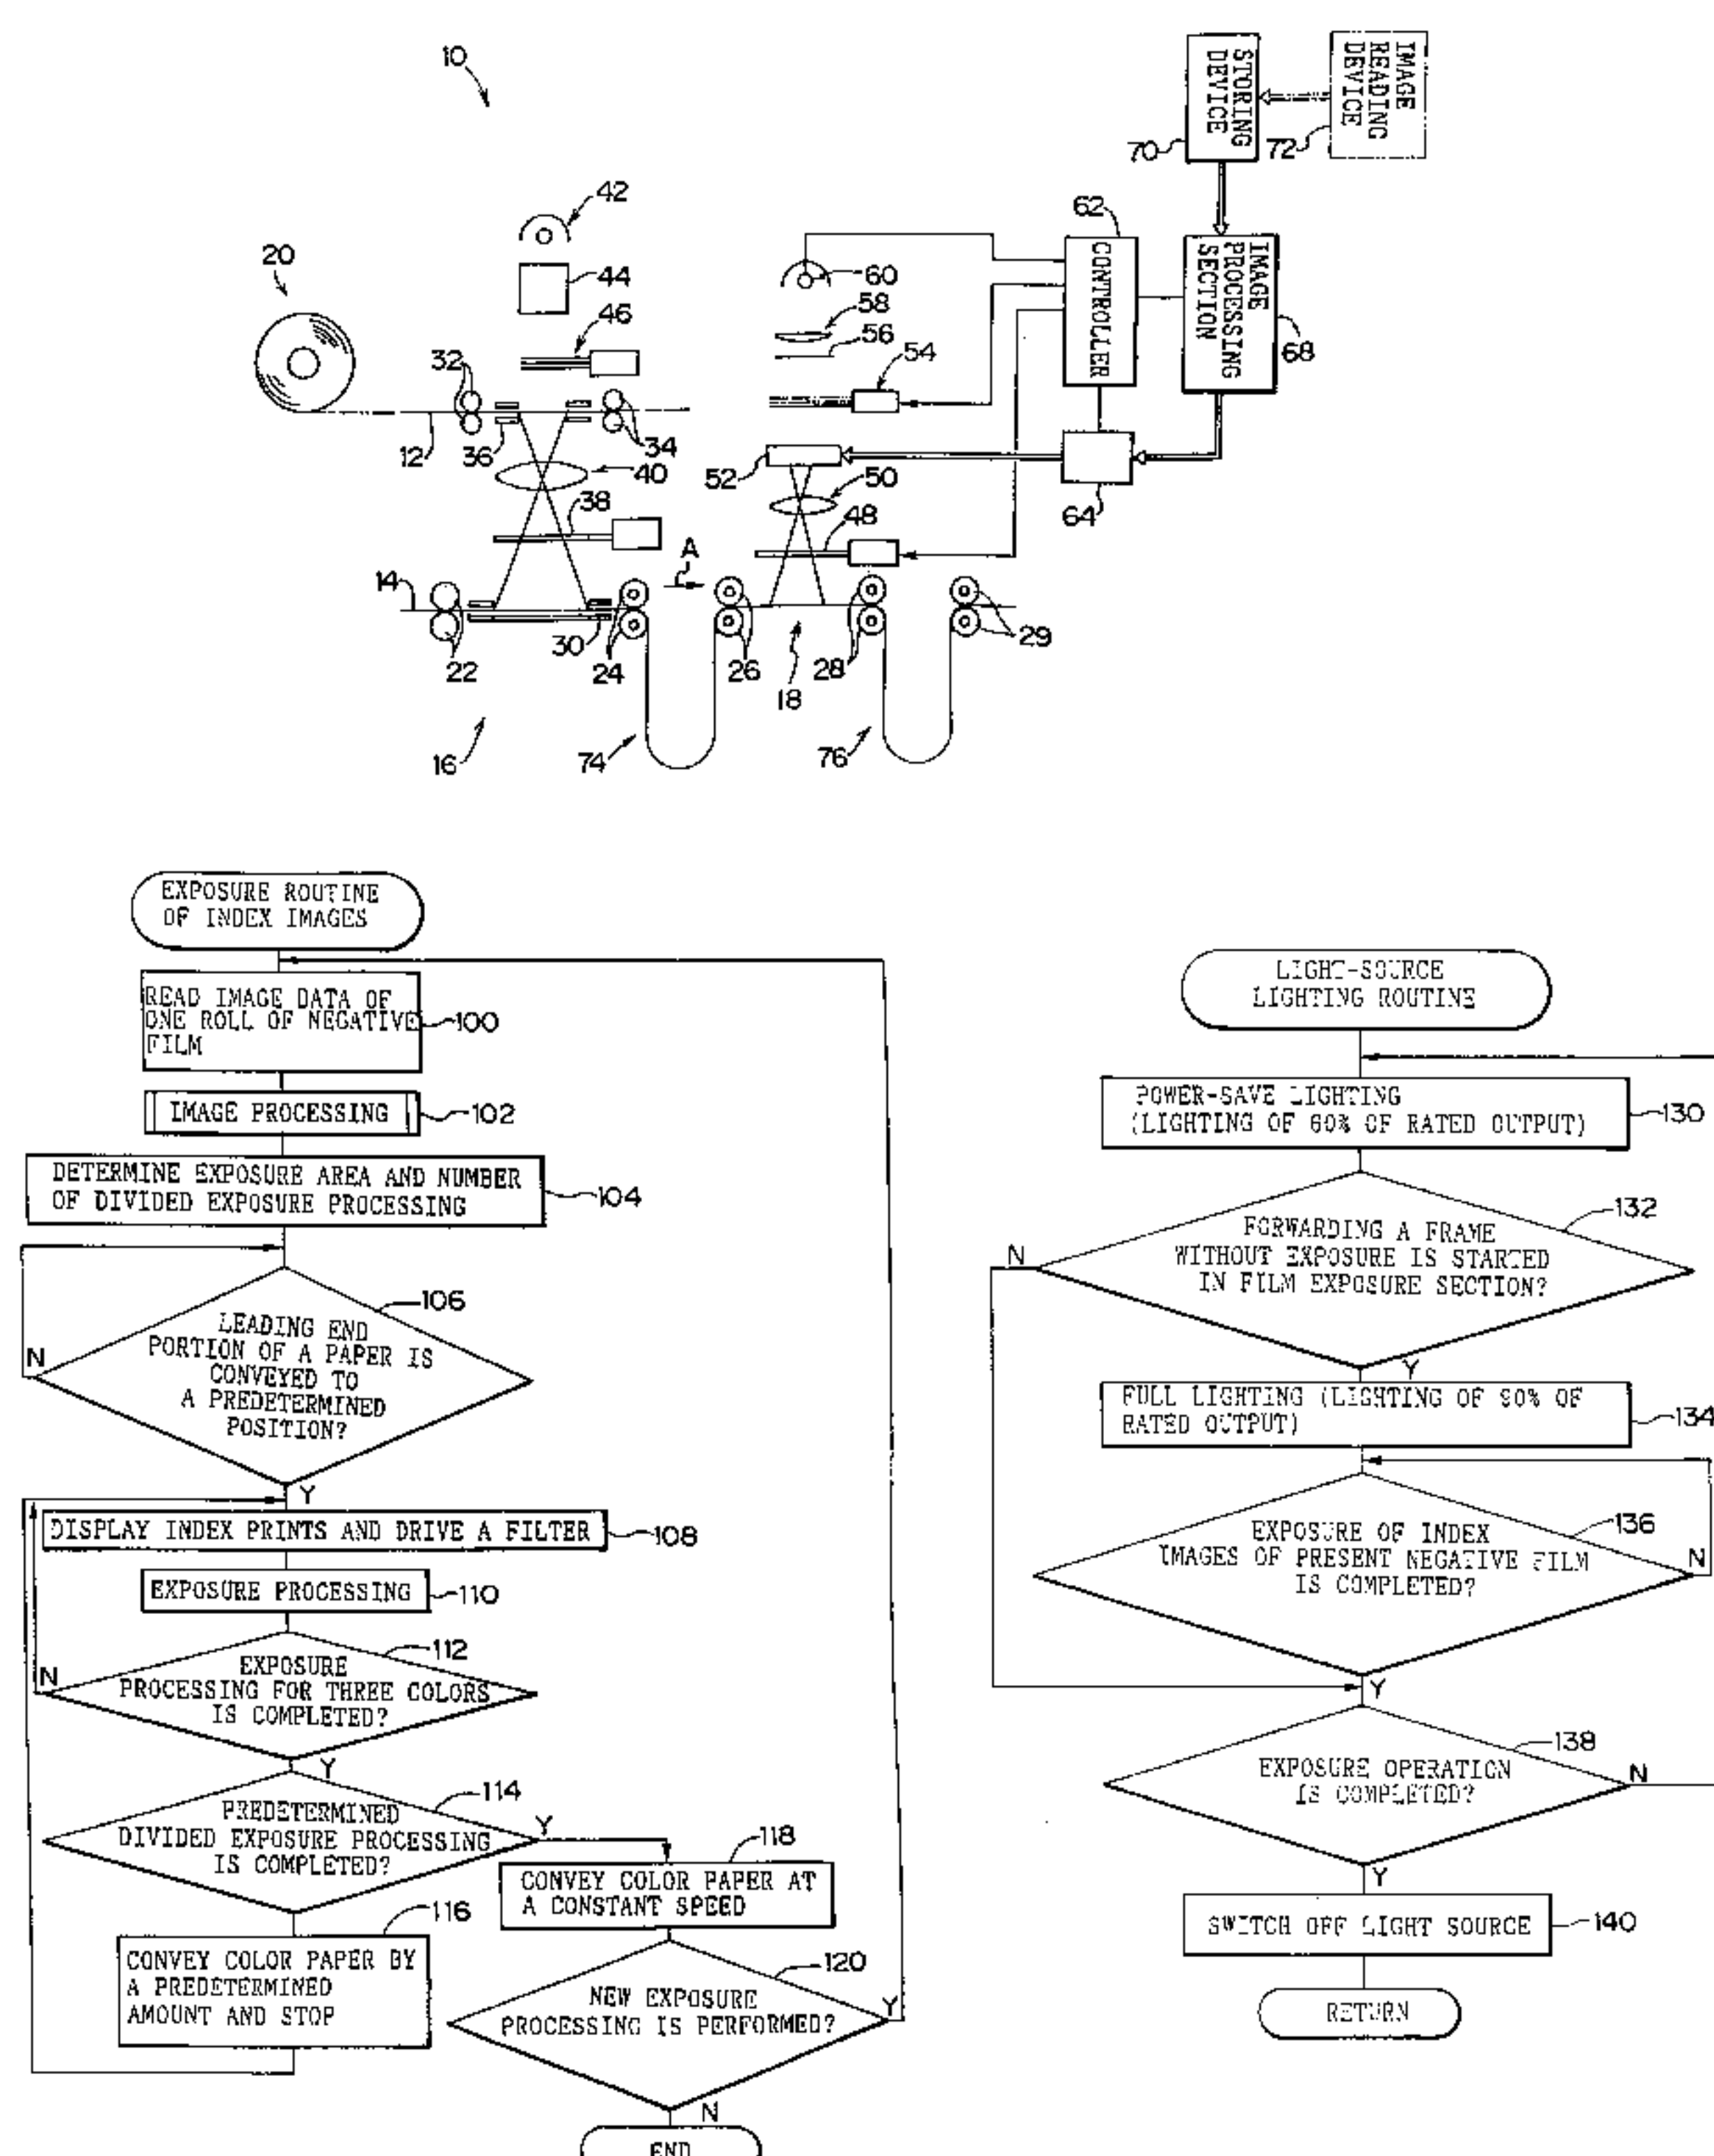 10
STORING
DEVICE
70
IMAGE
READING
DEVICE
72
42
20
44
46
60
58
56
54
62
CONTROLLER
IMAGE
PROCESSING
SECTION
68
32
12
36
34
40
38
52
50
48
64
14
A
22
30
24
26
18
28
29
16
74
76
EXPOSURE ROUTINE
OF INDEX IMAGES
READ IMAGE DATA OF
ONE ROLL OF NEGATIVE
FILM
100
IMAGE PROCESSING
102
DETERMINE EXPOSURE AREA AND NUMBER
OF DIVIDED EXPOSURE PROCESSING
104
106
LEADING END
PORTION OF A PAPER IS
CONVEYED TO
A PREDETERMINED
POSITION?
N
Y
DISPLAY INDEX PRINTS AND DRIVE A FILTER
108
EXPOSURE PROCESSING
110
112
EXPOSURE
PROCESSING FOR THREE COLORS
IS COMPLETED?
N
Y
114
PREDETERMINED
DIVIDED EXPOSURE PROCESSING
IS COMPLETED?
Y
116
CONVEY COLOR PAPER BY
A PREDETERMINED
AMOUNT AND STOP
118
CONVEY COLOR PAPER AT
A CONSTANT SPEED
120
NEW EXPOSURE
PROCESSING IS PERFORMED?
Y
N
END
LIGHT-SOURCE
LIGHTING ROUTINE
POWER-SAVE LIGHTING
(LIGHTING OF 60% OF RATED OUTPUT)
130
132
FORWARDING A FRAME
WITHOUT EXPOSURE IS STARTED
IN FILM EXPOSURE SECTION?
N
Y
FULL LIGHTING (LIGHTING OF 90% OF
RATED OUTPUT)
134
136
EXPOSURE OF INDEX
IMAGES OF PRESENT NEGATIVE FILM
IS COMPLETED?
N
Y
138
EXPOSURE OPERATION
IS COMPLETED?
N
Y
SWITCH OFF LIGHT SOURCE
140
RETURN